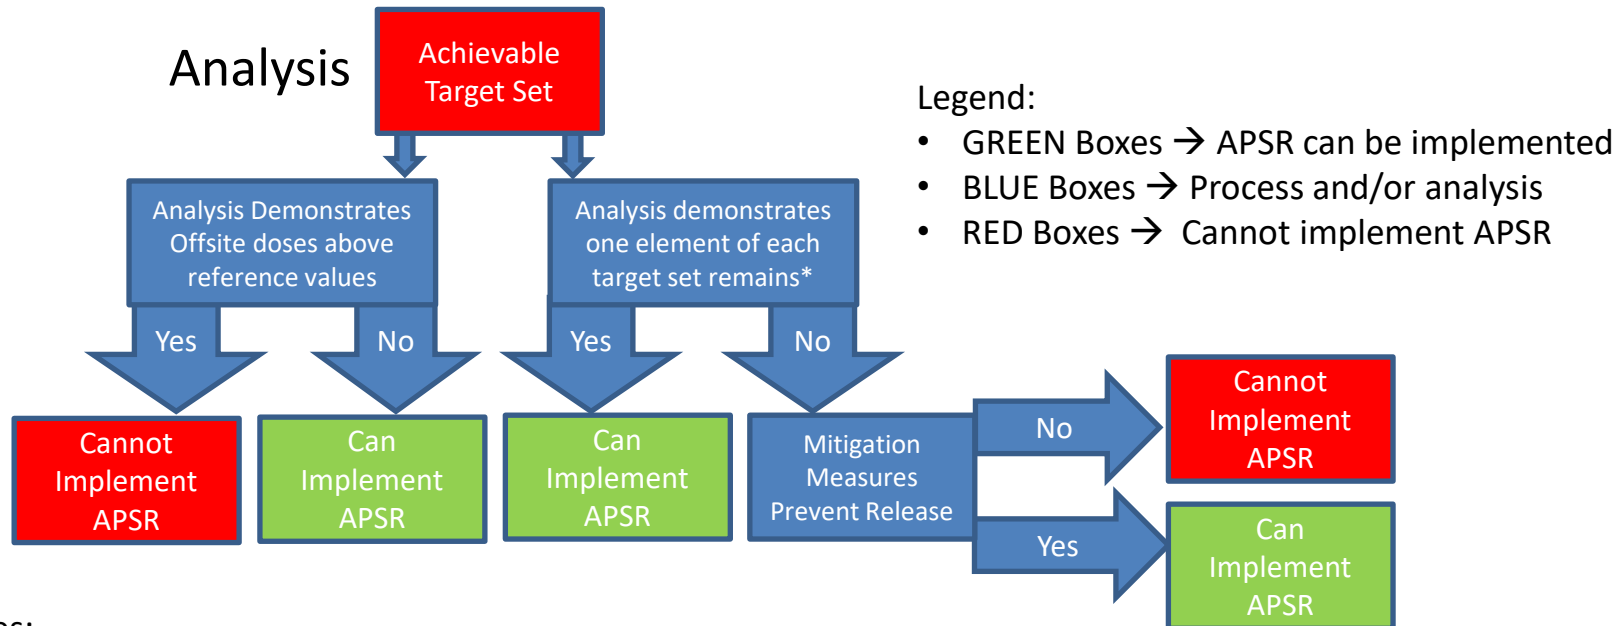 Analysis
Achievable
Target Set
Legend:
• GREEN Boxes → APSR can be implemented
• BLUE Boxes → Process and/or analysis
• RED Boxes → Cannot implement APSR
Analysis Demonstrates
Offsite doses above
reference values
Analysis demonstrates
one element of each
target set remains*
Yes
No
Yes
No
Cannot
Implement
APSR
Can
Implement
APSR
Can
Implement
APSR
Mitigation
Measures
Prevent Release
No
Cannot
Implement
APSR
Yes
Can
Implement
APSR